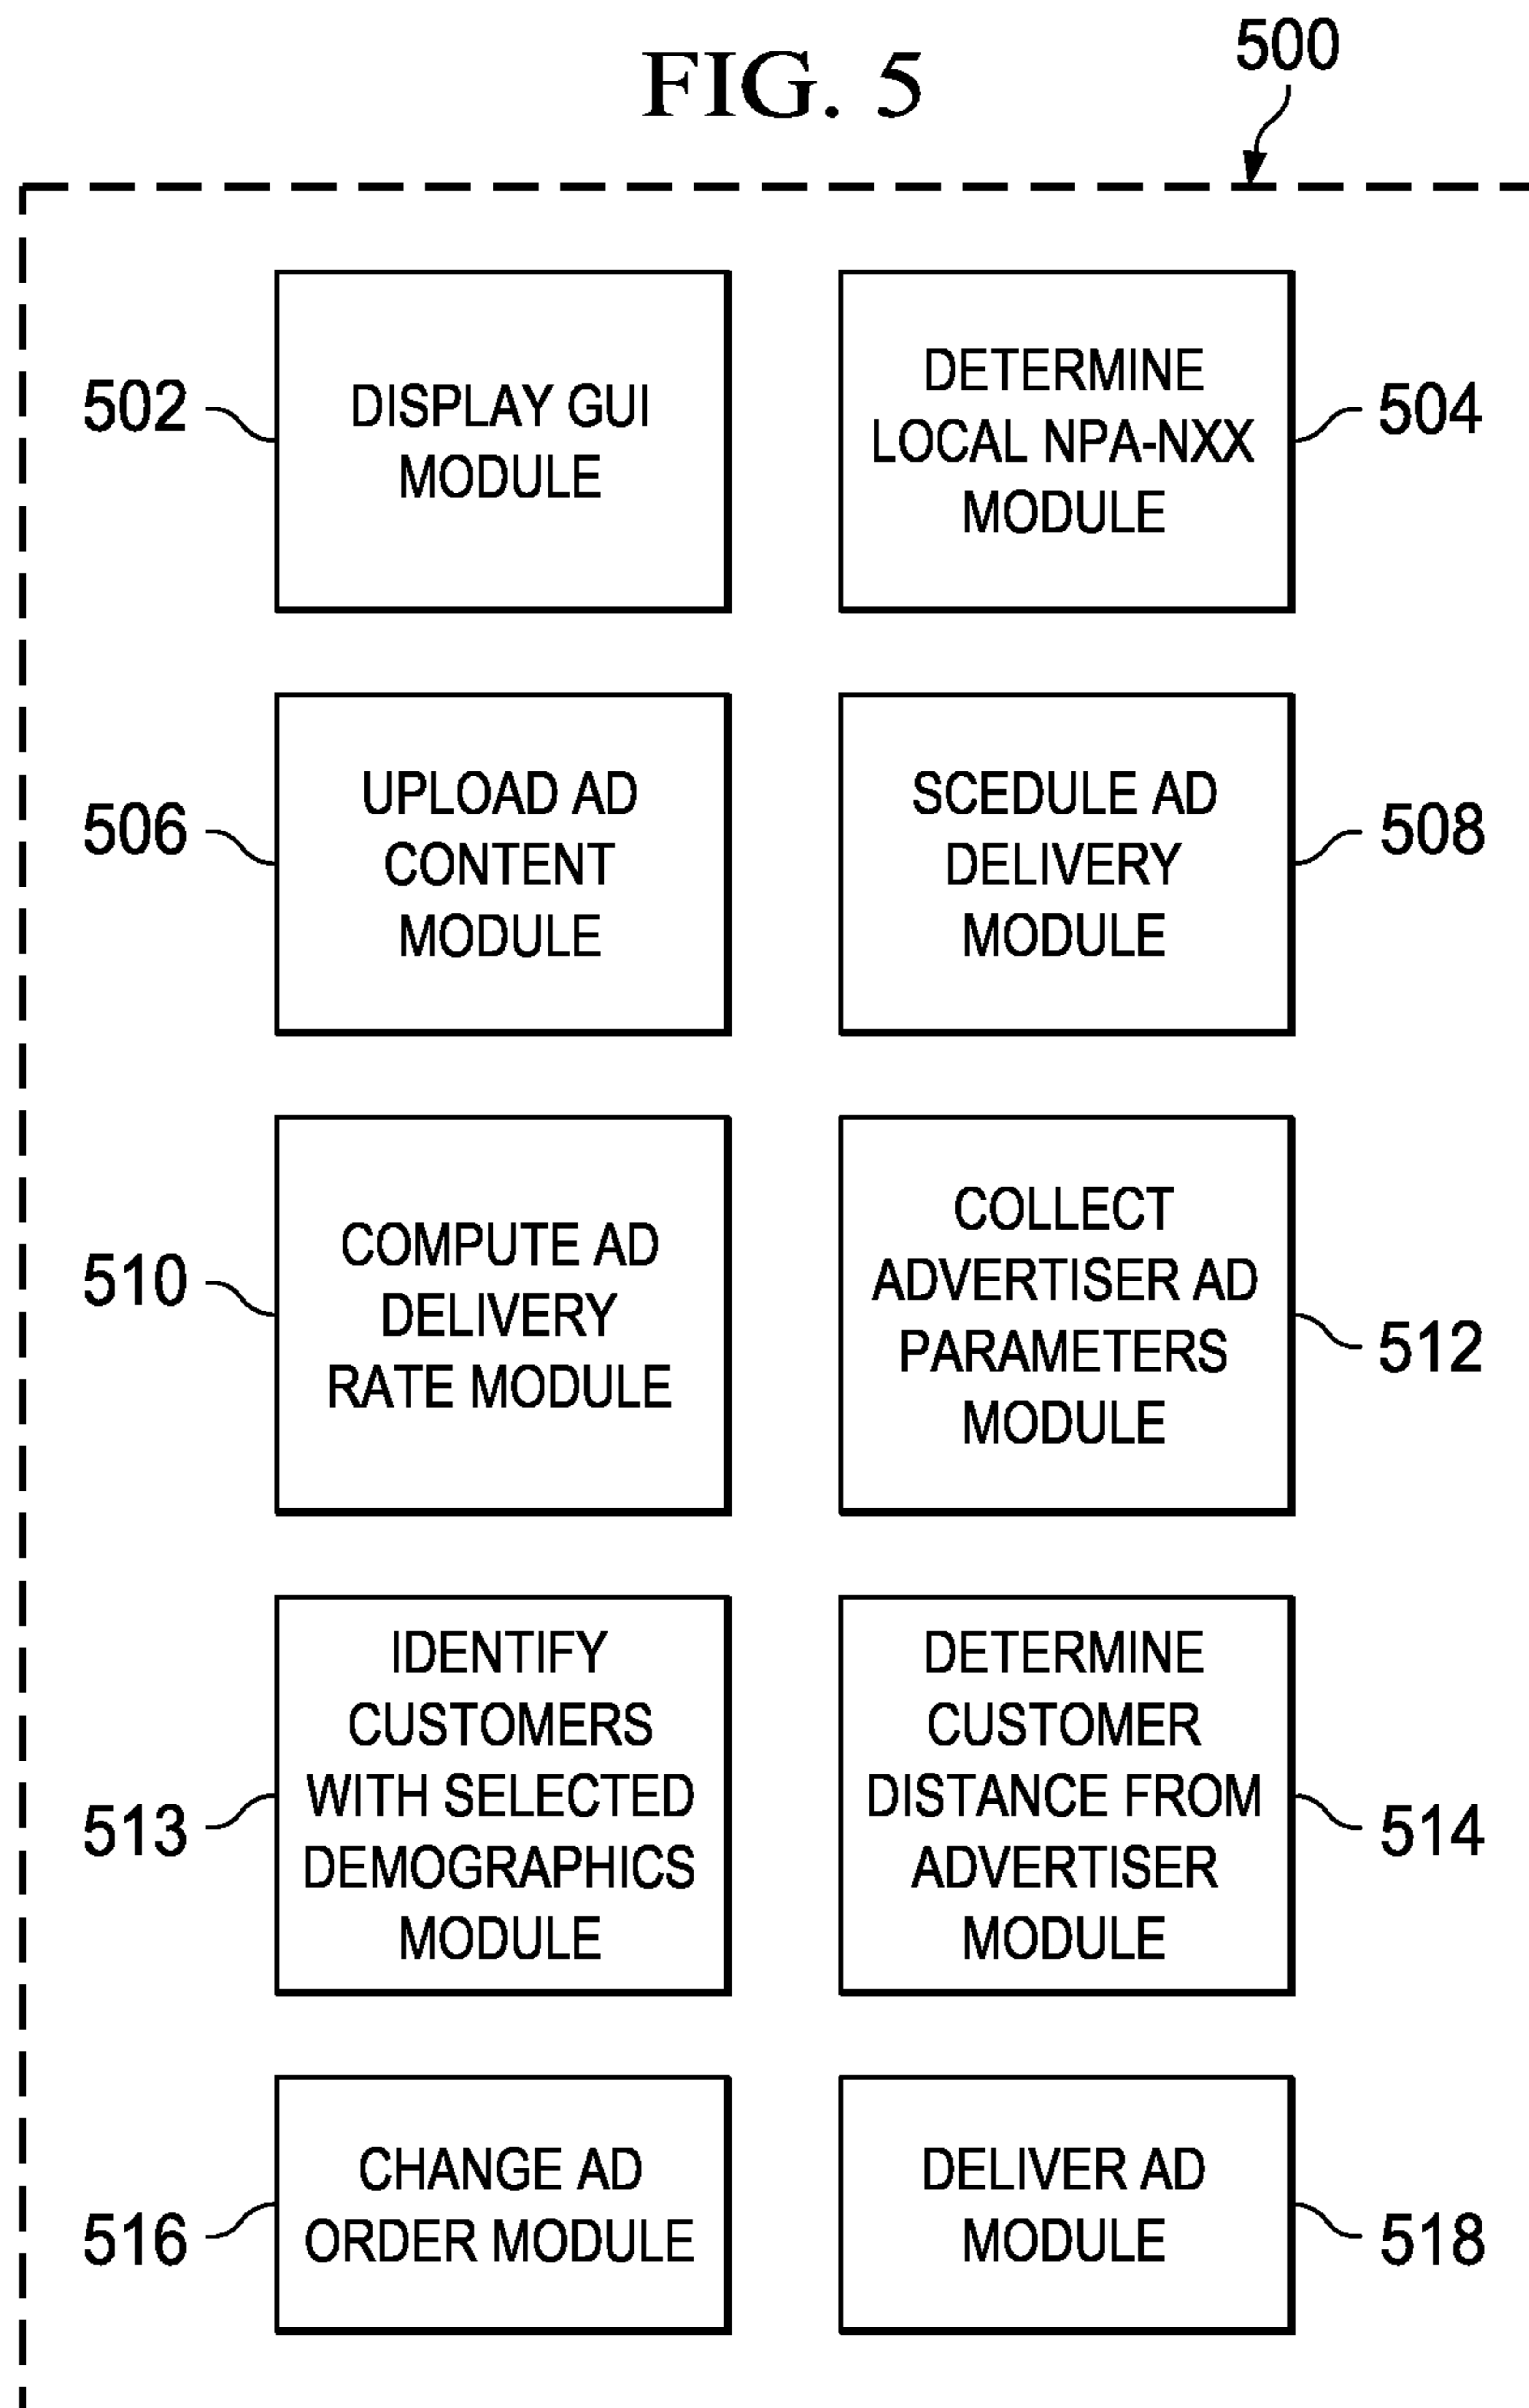 FIG. 5
500
502
DISPLAY GUI
MODULE
DETERMINE
LOCAL NPA-NXX
MODULE
504
506
UPLOAD AD
CONTENT
MODULE
SCEDULE AD
DELIVERY
MODULE
508
510
COMPUTE AD
DELIVERY
RATE MODULE
COLLECT
ADVERTISER AD
PARAMETERS
MODULE
512
513
IDENTIFY
CUSTOMERS
WITH SELECTED
DEMOGRAPHICS
MODULE
DETERMINE
CUSTOMER
DISTANCE FROM
ADVERTISER
MODULE
514
516
CHANGE AD
ORDER MODULE
DELIVER AD
MODULE
518